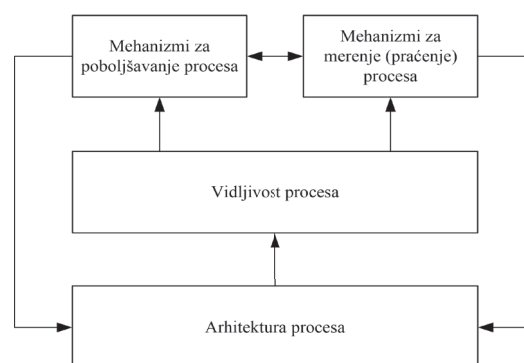 Mehanizmi za
poboljšavanje procesa
Mehanizmi za
merenje (praćenje)
procesa
Vidljivost procesa
Arhitektura procesa